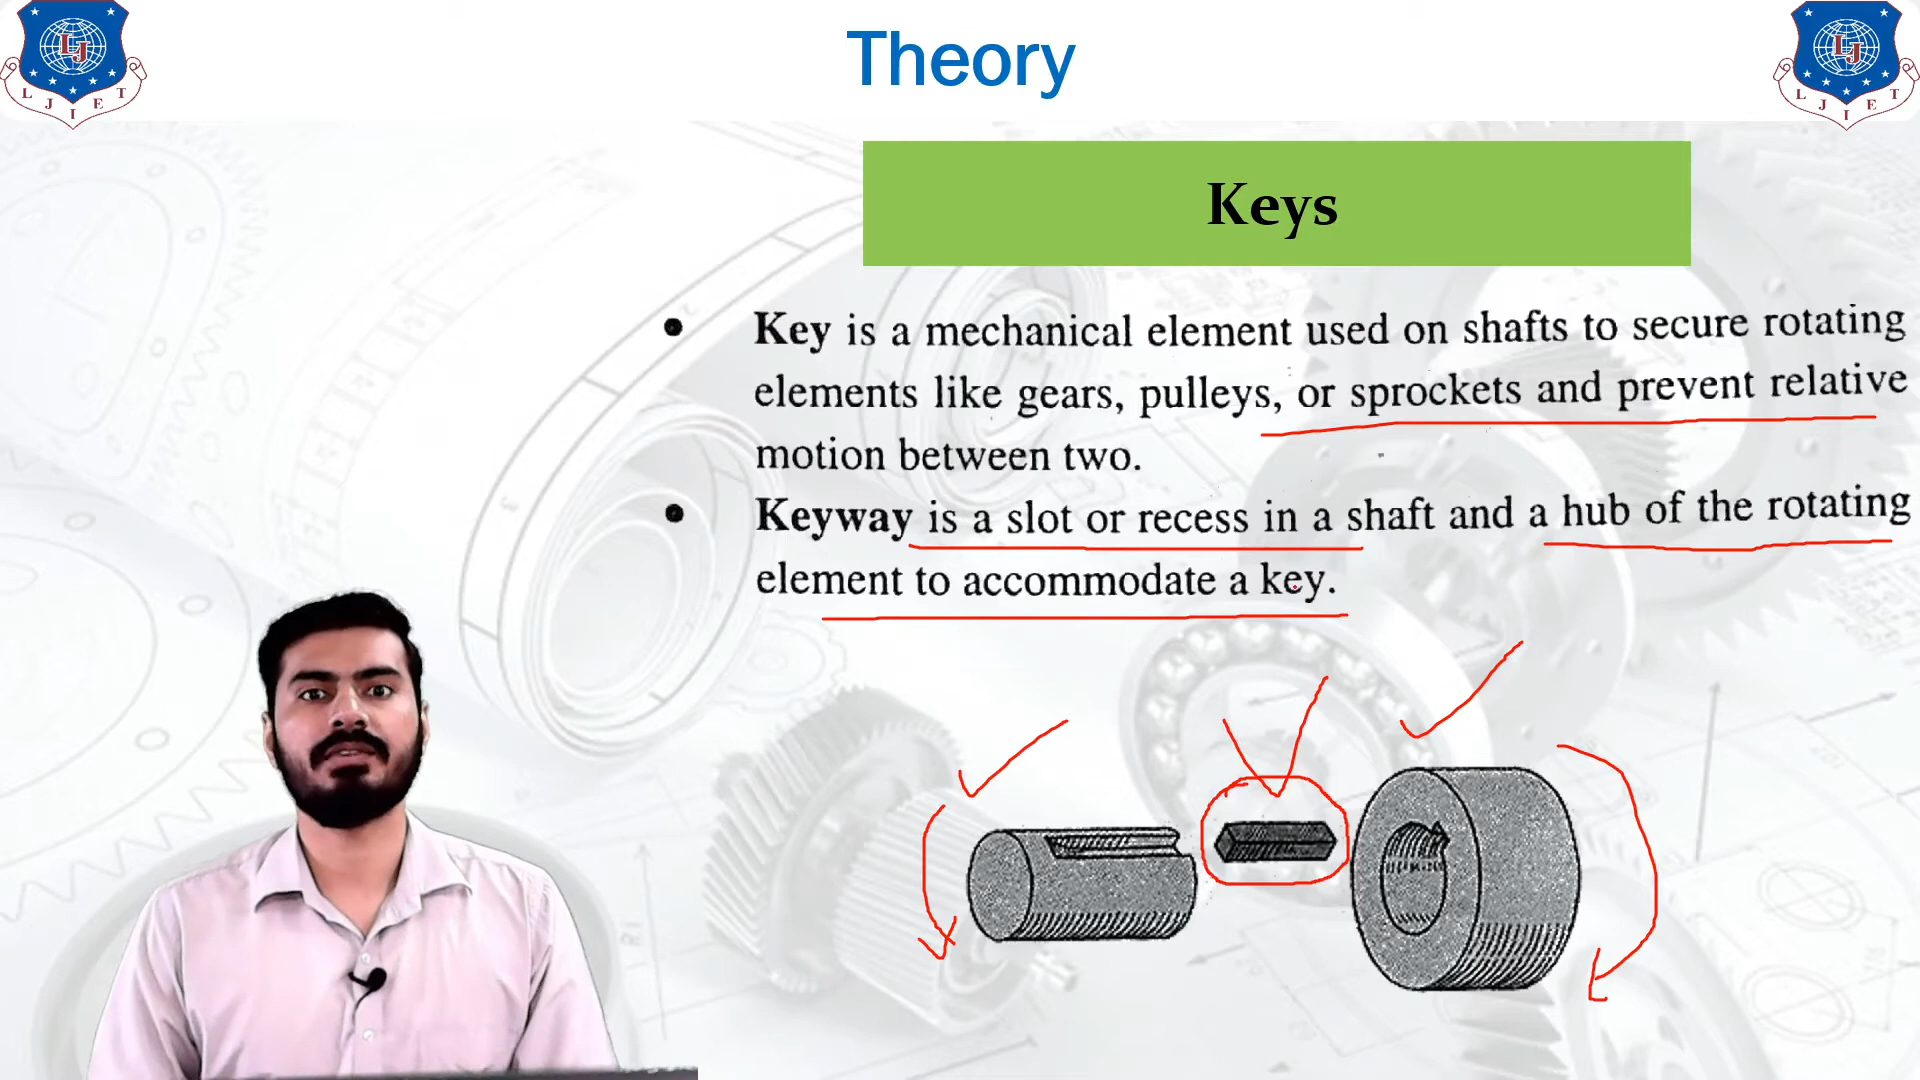 LJIET
Theory
LJIET
Keys
• Key is a mechanical element used on shafts to secure rotating
elements like gears, pulleys, or sprockets and prevent relative
motion between two.
• Keyway is a slot or recess in a shaft and a hub of the rotating
element to accommodate a key.